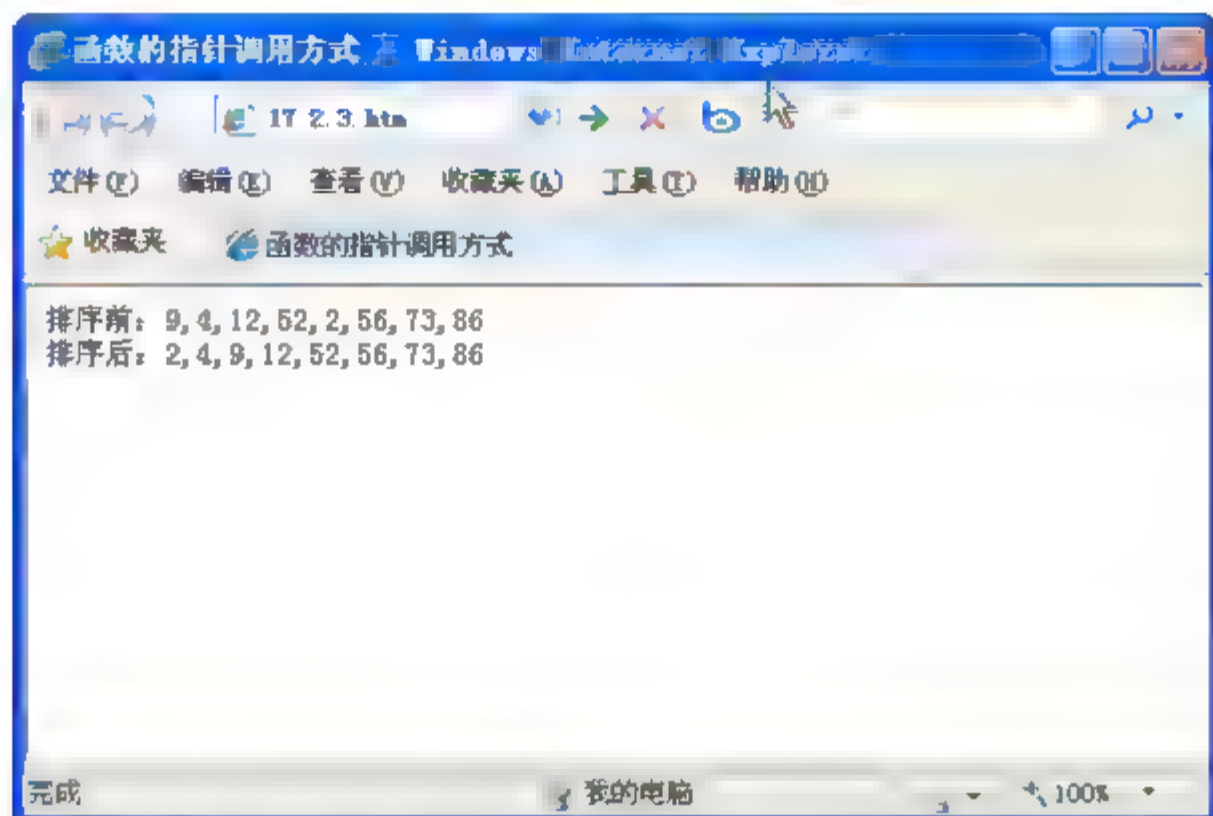 函数的指针调用方式 Windows
17.2.3.htm
文件(F) 编辑(E) 查看(V) 收藏夹(A) 工具(T) 帮助(H)
收藏夹 函数的指针调用方式
排序前: 9,4,12,52,2,56,73,86
排序后: 2,4,9,12,52,56,73,86
完成 我的电脑 100%